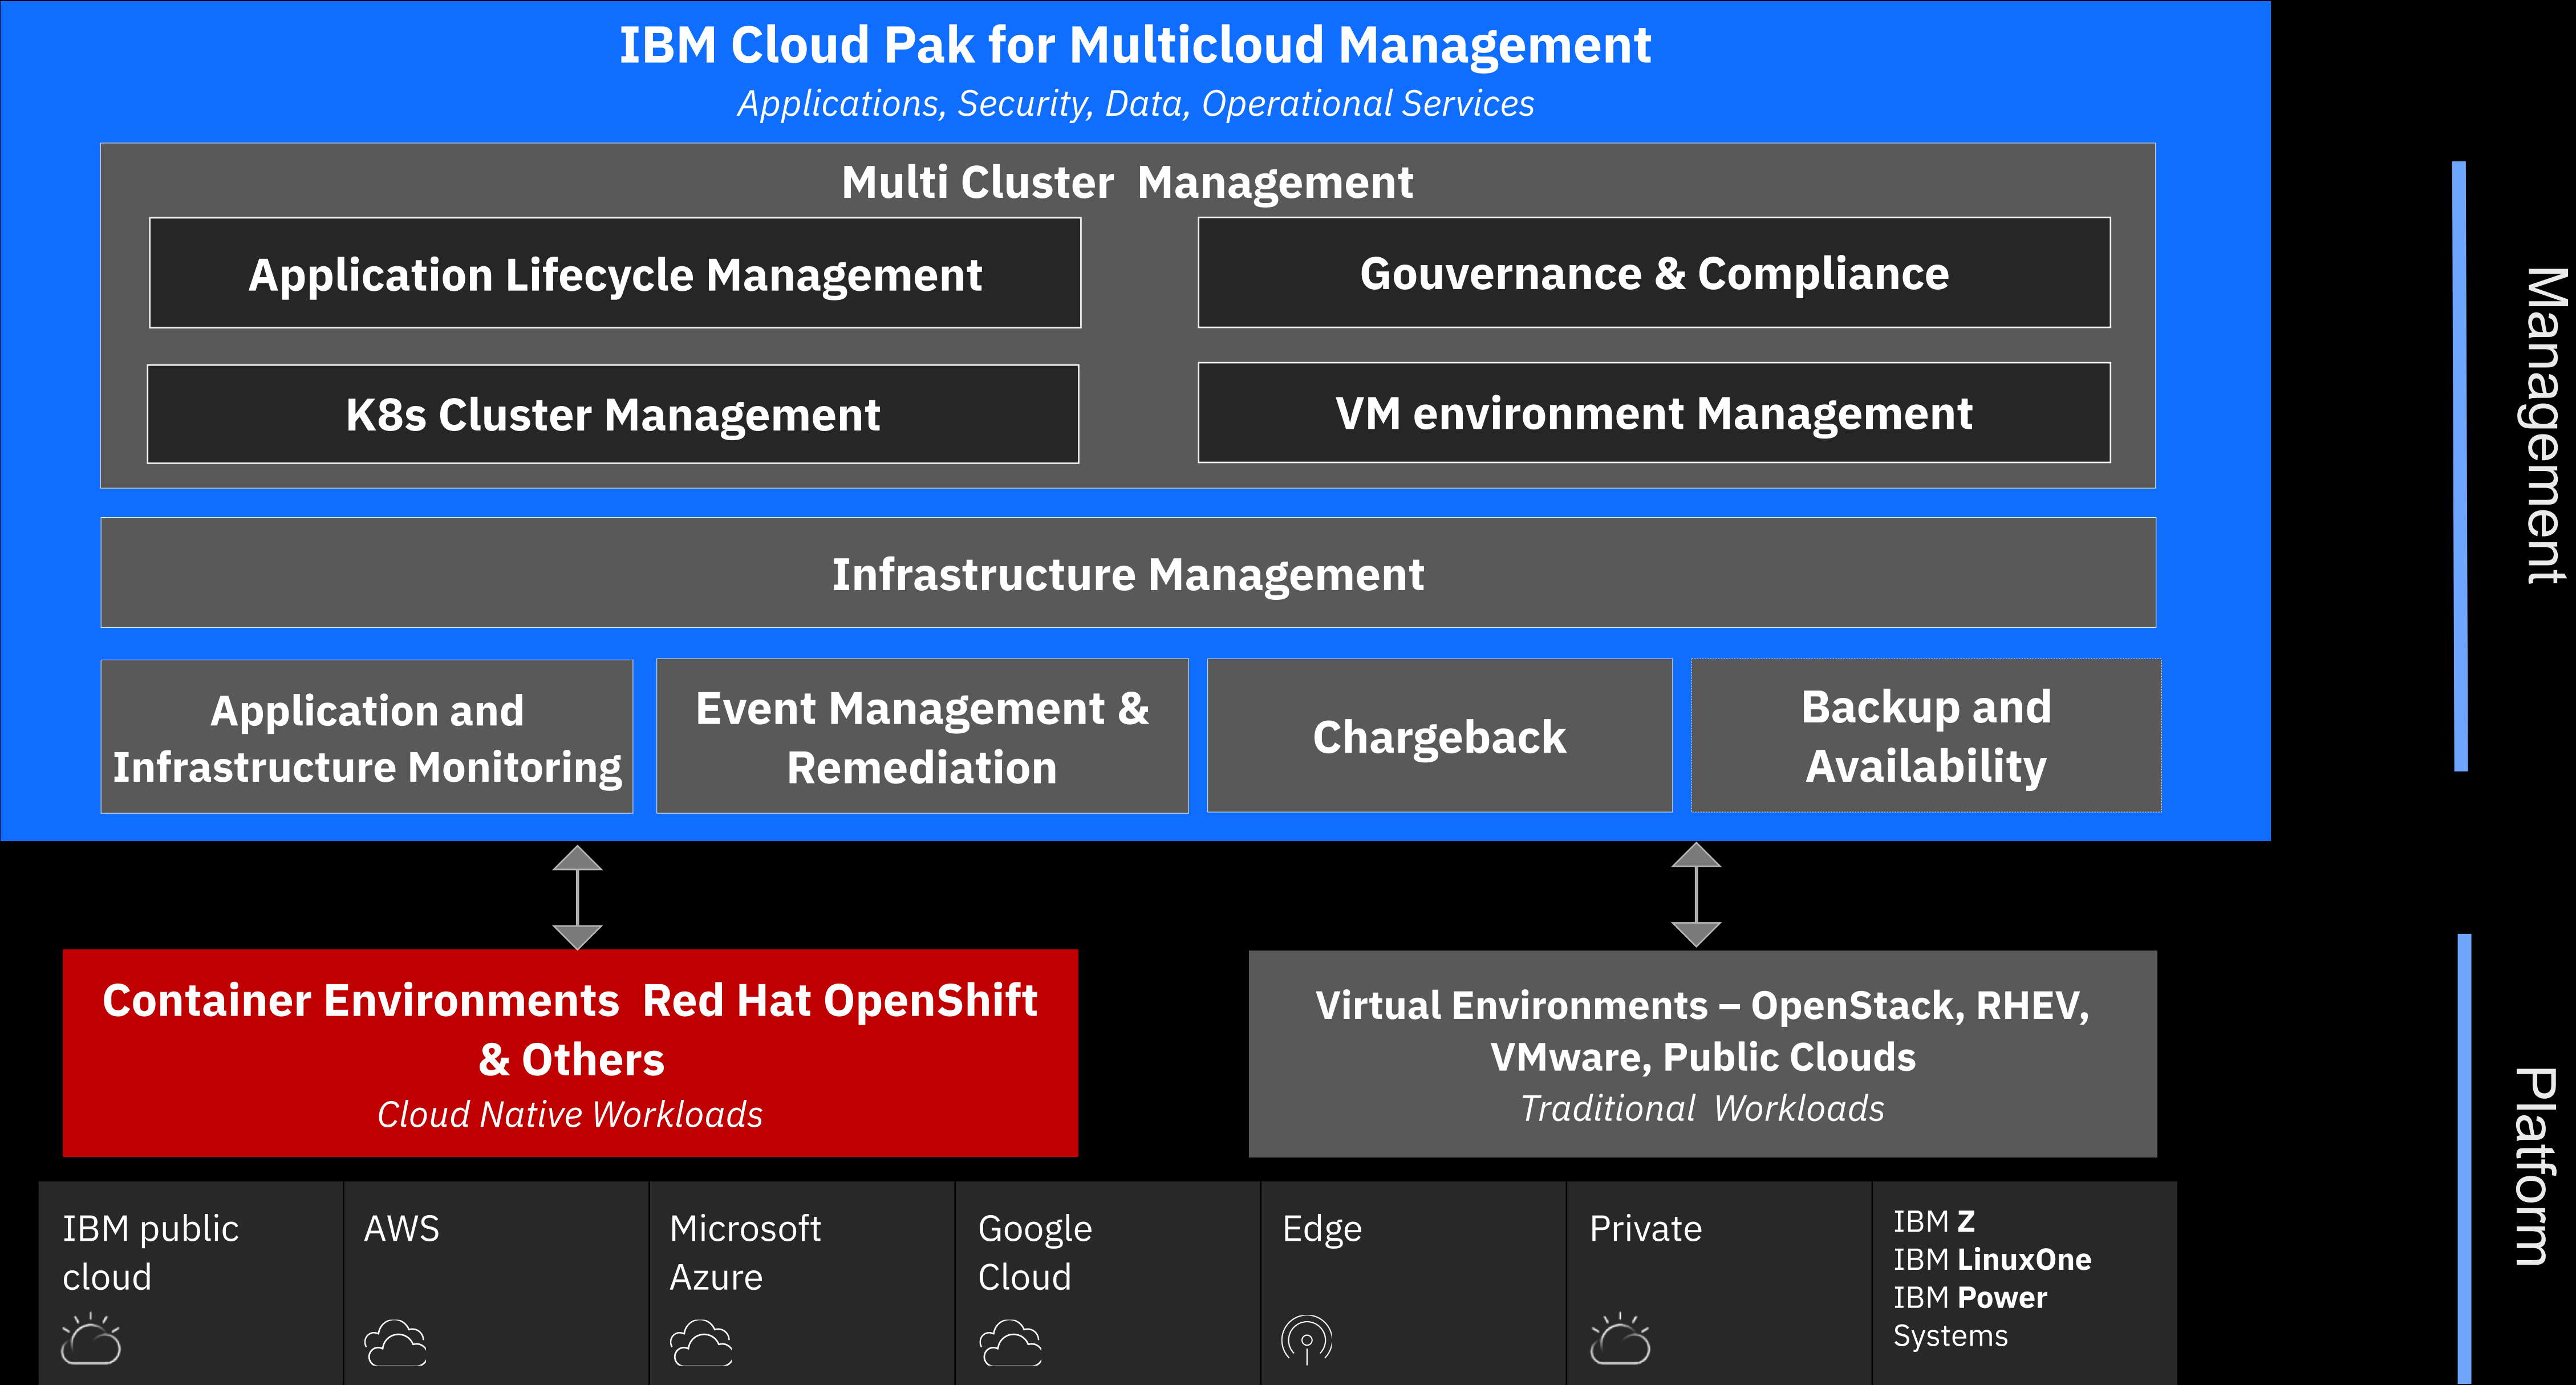 IBM Cloud Pak for Multicloud Management
Applications, Security, Data, Operational Services
Multi Cluster Management
Application Lifecycle Management
Gouvernance & Compliance
K8s Cluster Management
VM environment Management
Infrastructure Management
Application and
Infrastructure Monitoring
Event Management &
Remediation
Chargeback
Backup and
Availability
Management
Container Environments Red Hat OpenShift
& Others
Cloud Native Workloads
Virtual Environments – OpenStack, RHEV,
VMware, Public Clouds
Traditional Workloads
IBM public
cloud
AWS
Microsoft
Azure
Google
Cloud
Edge
Private
IBM Z
IBM LinuxOne
IBM Power
Systems
Platform